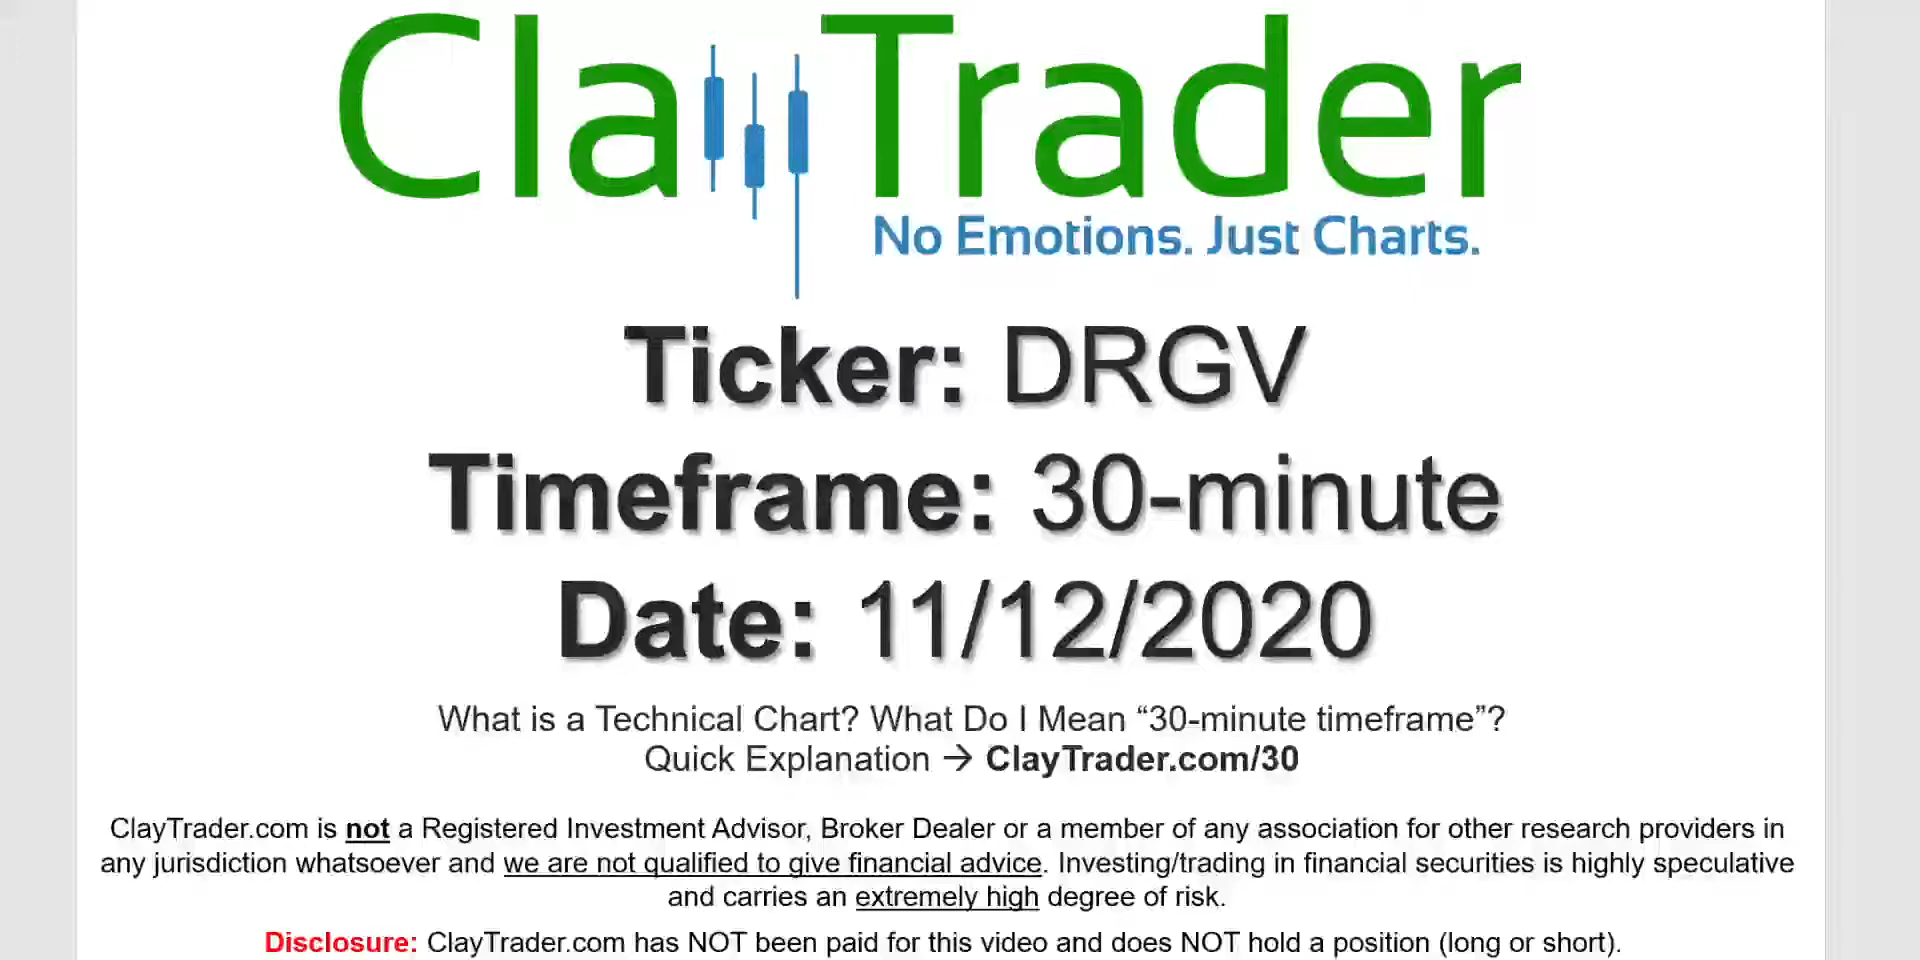 ClayTrader
No Emotions. Just Charts.
Ticker: DRGV
Timeframe: 30-minute
Date: 11/12/2020
What is a Technical Chart? What Do I Mean “30-minute timeframe”?
Quick Explanation → ClayTrader.com/30
ClayTrader.com is not a Registered Investment Advisor, Broker Dealer or a member of any association for other research providers in
any jurisdiction whatsoever and we are not qualified to give financial advice. Investing/trading in financial securities is highly speculative
and carries an extremely high degree of risk.
Disclosure: ClayTrader.com has NOT been paid for this video and does NOT hold a position (long or short).